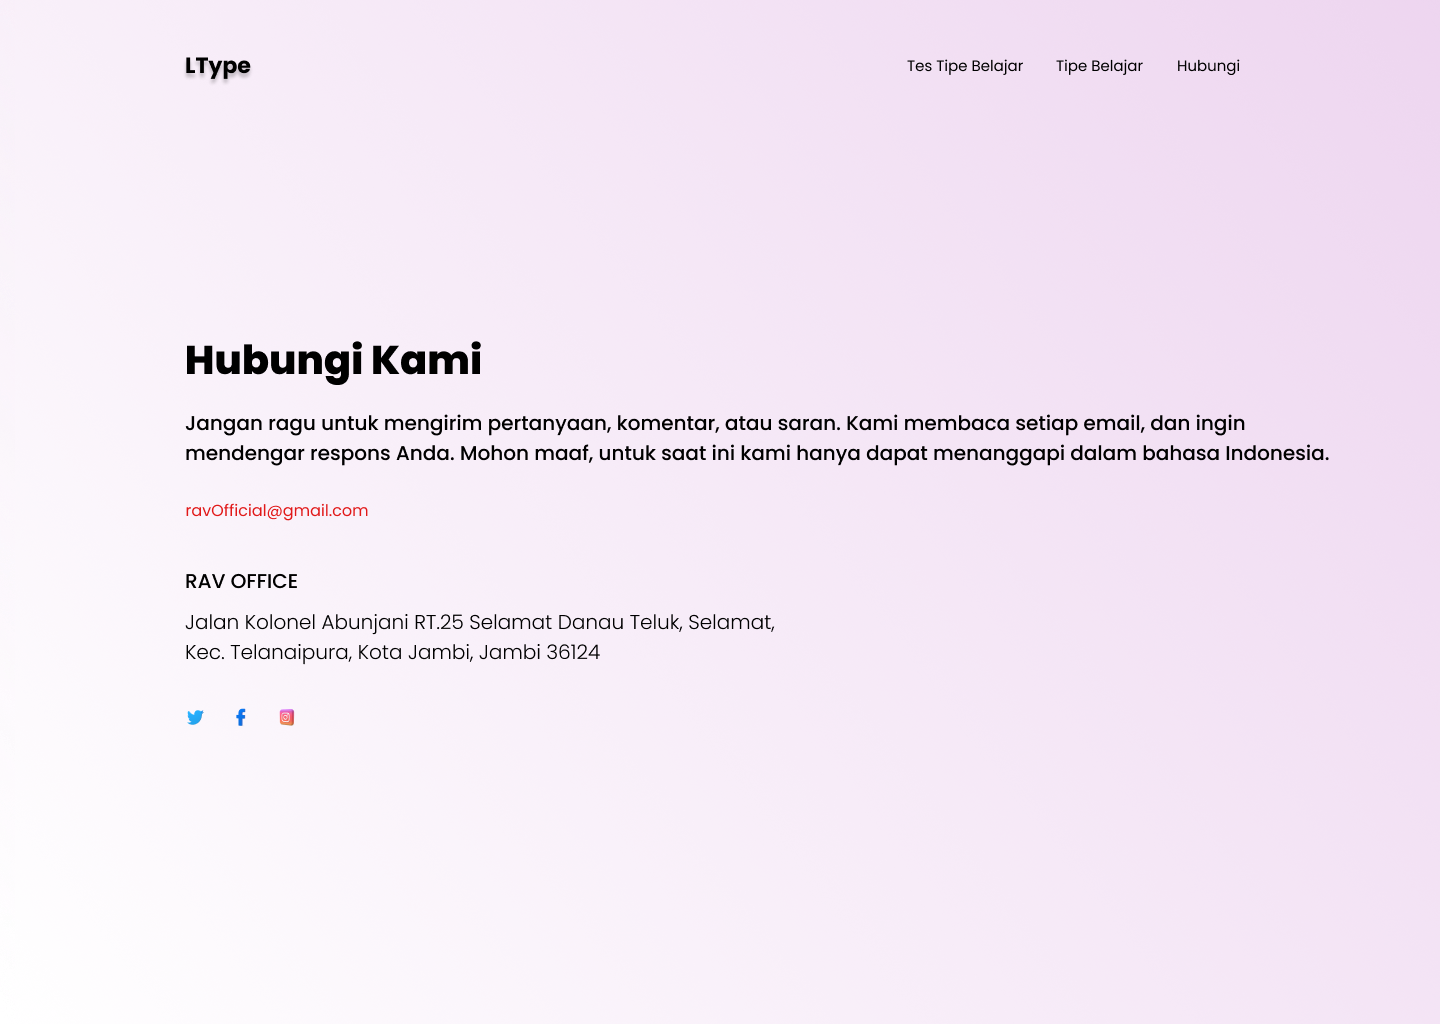 LType
Tes Tipe Belajar
Tipe Belajar
Hubungi
Hubungi Kami
Jangan ragu untuk mengirim pertanyaan, komentar, atau saran. Kami membaca setiap email, dan ingin
mendengar respons Anda. Mohon maaf, untuk saat ini kami hanya dapat menanggapi dalam bahasa Indonesia.
ravOfficial@gmail.com
RAV OFFICE
Jalan Kolonel Abunjani RT.25 Selamat Danau Teluk, Selamat,
Kec. Telanaipura, Kota Jambi, Jambi 36124